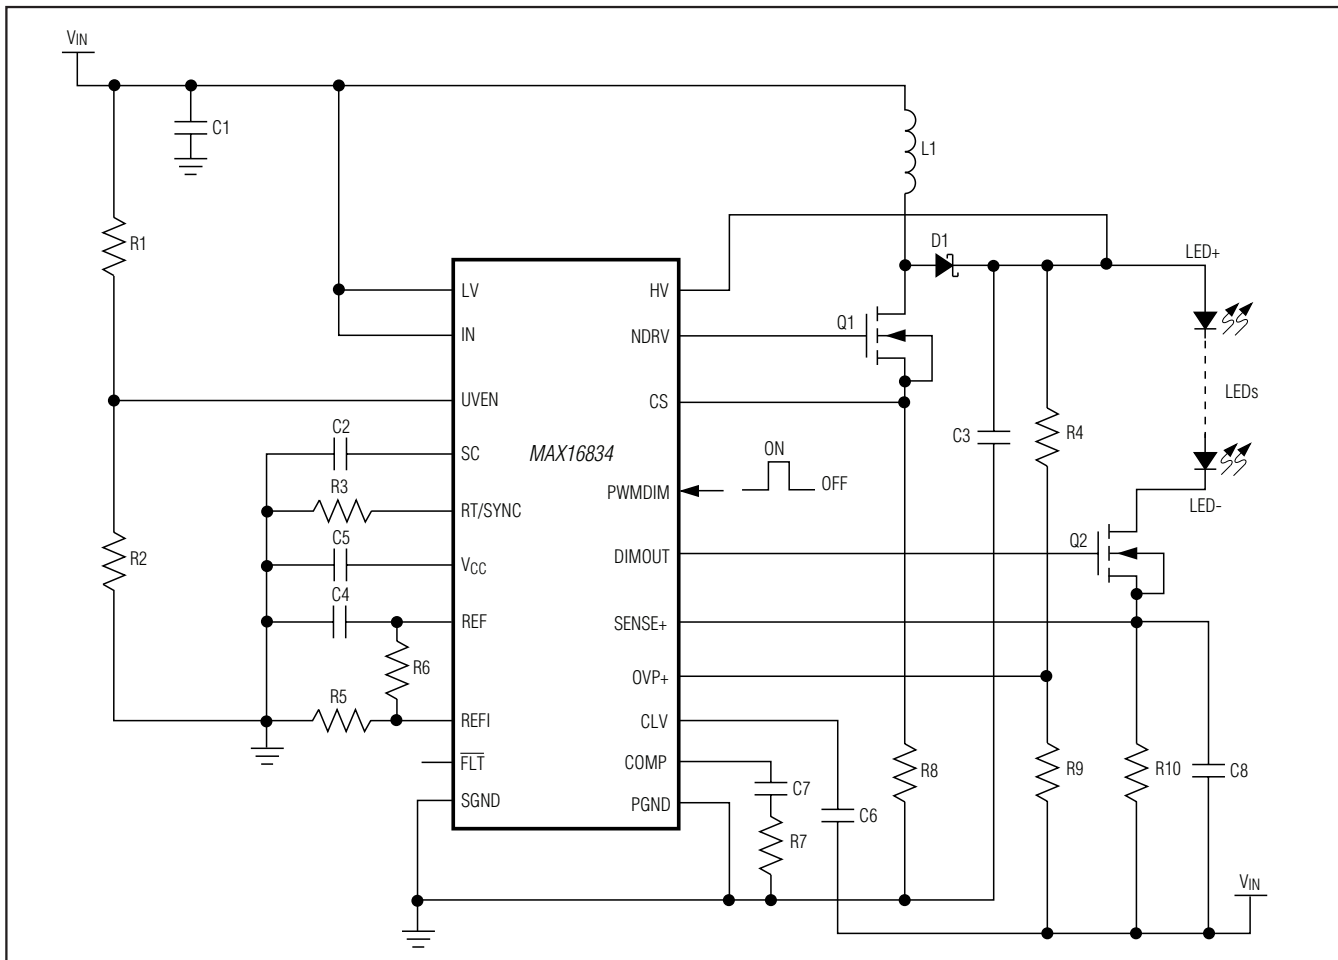 VIN
C1
L1
R1
D1
LED+
LV
HV
Q1
IN
NDRV
LEDs
UVEN
CS
C2
C3
R4
SC
MAX16834
ON
R3
PWMDIM
OFF
RT/SYNC
LED-
C5
Q2
R2
DIMOUT
VCC
C4
REF
SENSE+
R6
OVP+
R5
REFI
CLV
FLT
COMP
R8
R9
R10
C8
C7
SGND
PGND
C6
R7
VIN